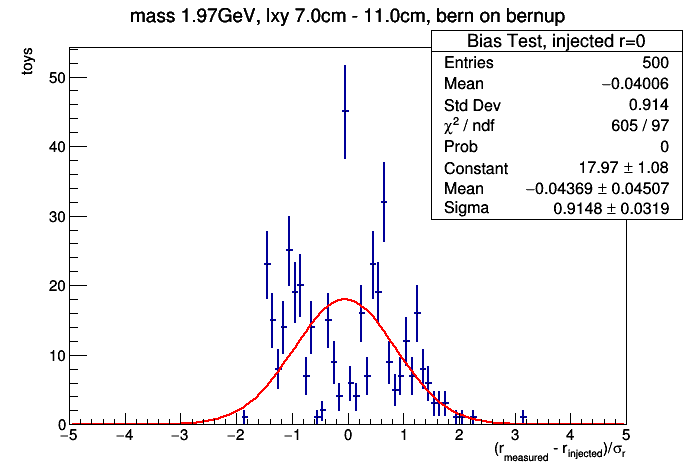 mass 1.97GeV, lxy 7.0cm - 11.0cm, bern on bernup
Bias Test, injected r=0
Entries 500
Mean −0.04006
Std Dev 0.914
χ² / ndf 605 / 97
Prob 0
Constant 17.97 ± 1.08
Mean −0.04369 ± 0.04507
Sigma 0.9148 ± 0.0319
toys
50
40
30
20
10
0
−5 −4 −3 −2 −1 0 1 2 3 4 5
(r_measured - r_injected)/σ_r